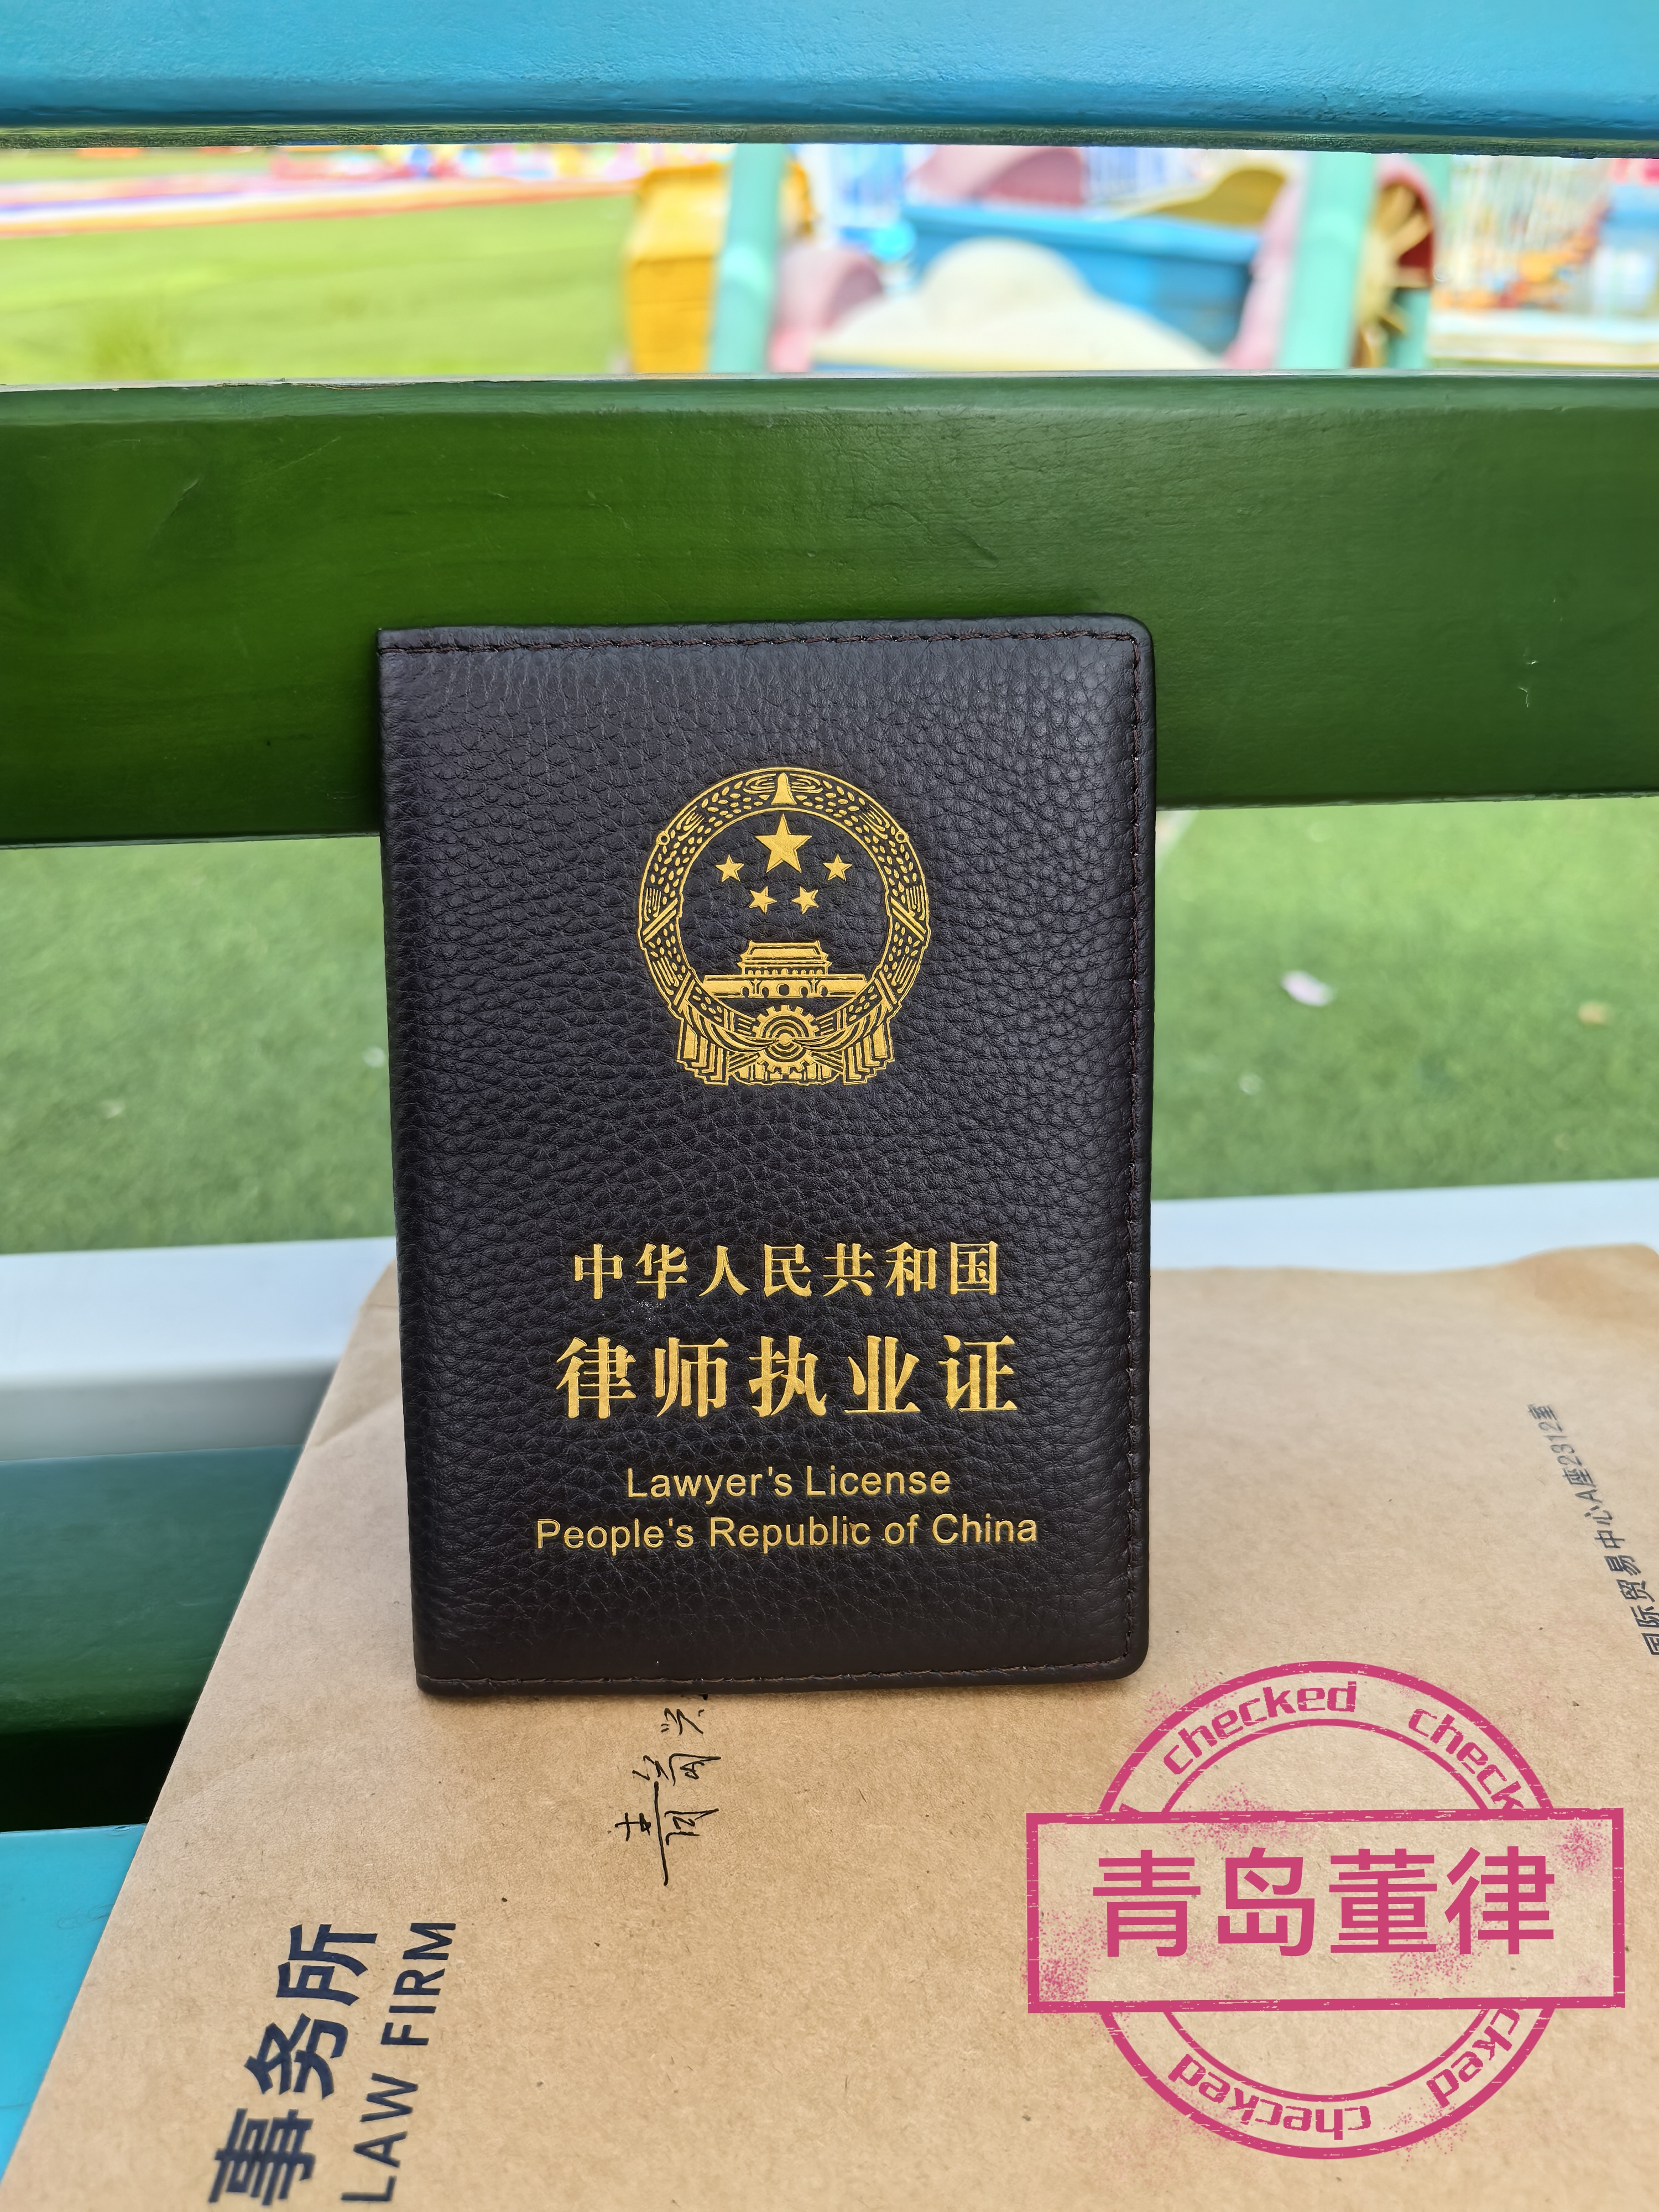 中华人民共和国
律师执业证
Lawyer's License
People's Republic of China
国际贸易中心A座2312室
事务所
LAW FIRM
checked check
青岛董律
checked checked